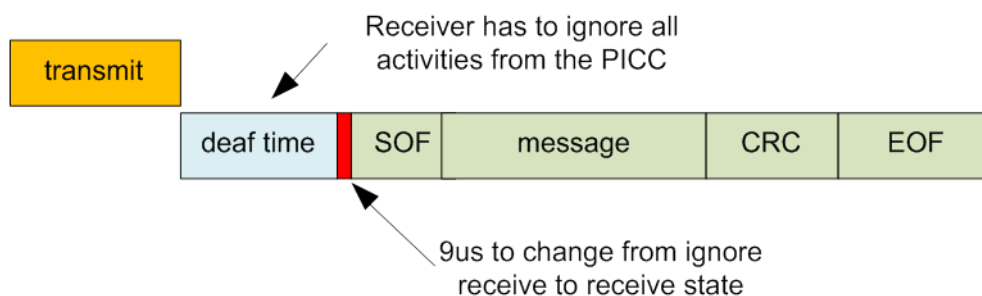 Receiver has to ignore all
activities from the PICC
transmit
deaf time
SOF
message
CRC
EOF
9us to change from ignore
receive to receive state